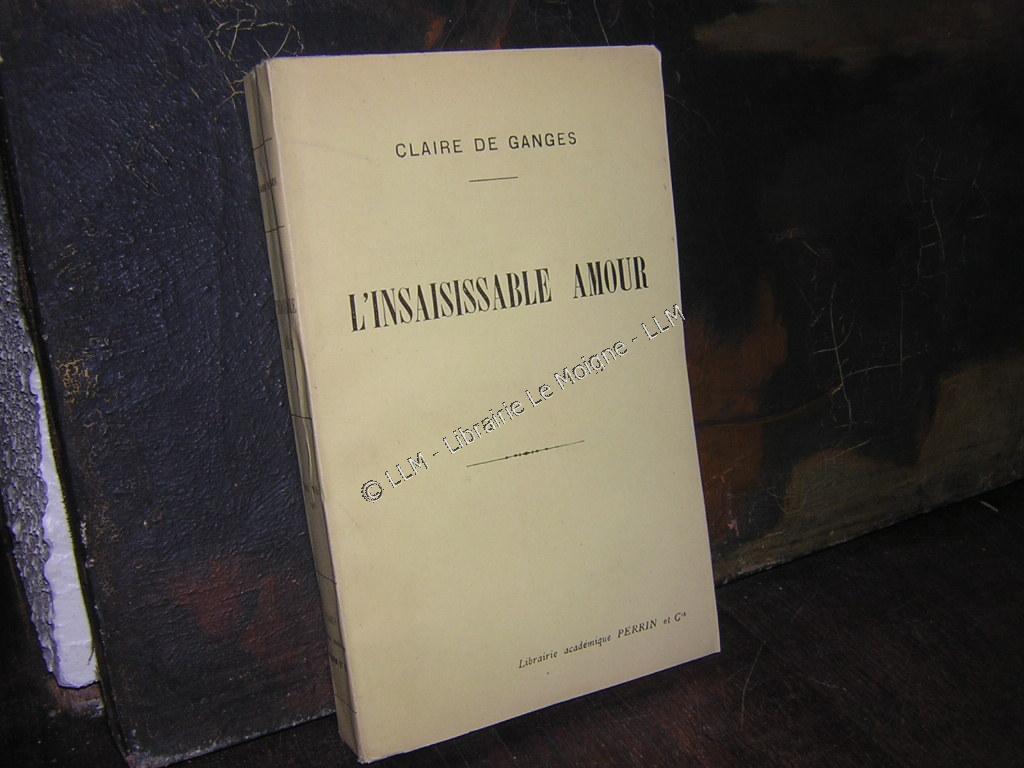 CLAIRE DE GANGES
L'INSAISISSABLE AMOUR
© LLM - Librairie Le Moigne - LLM
Librairie académique PERRIN et Cie